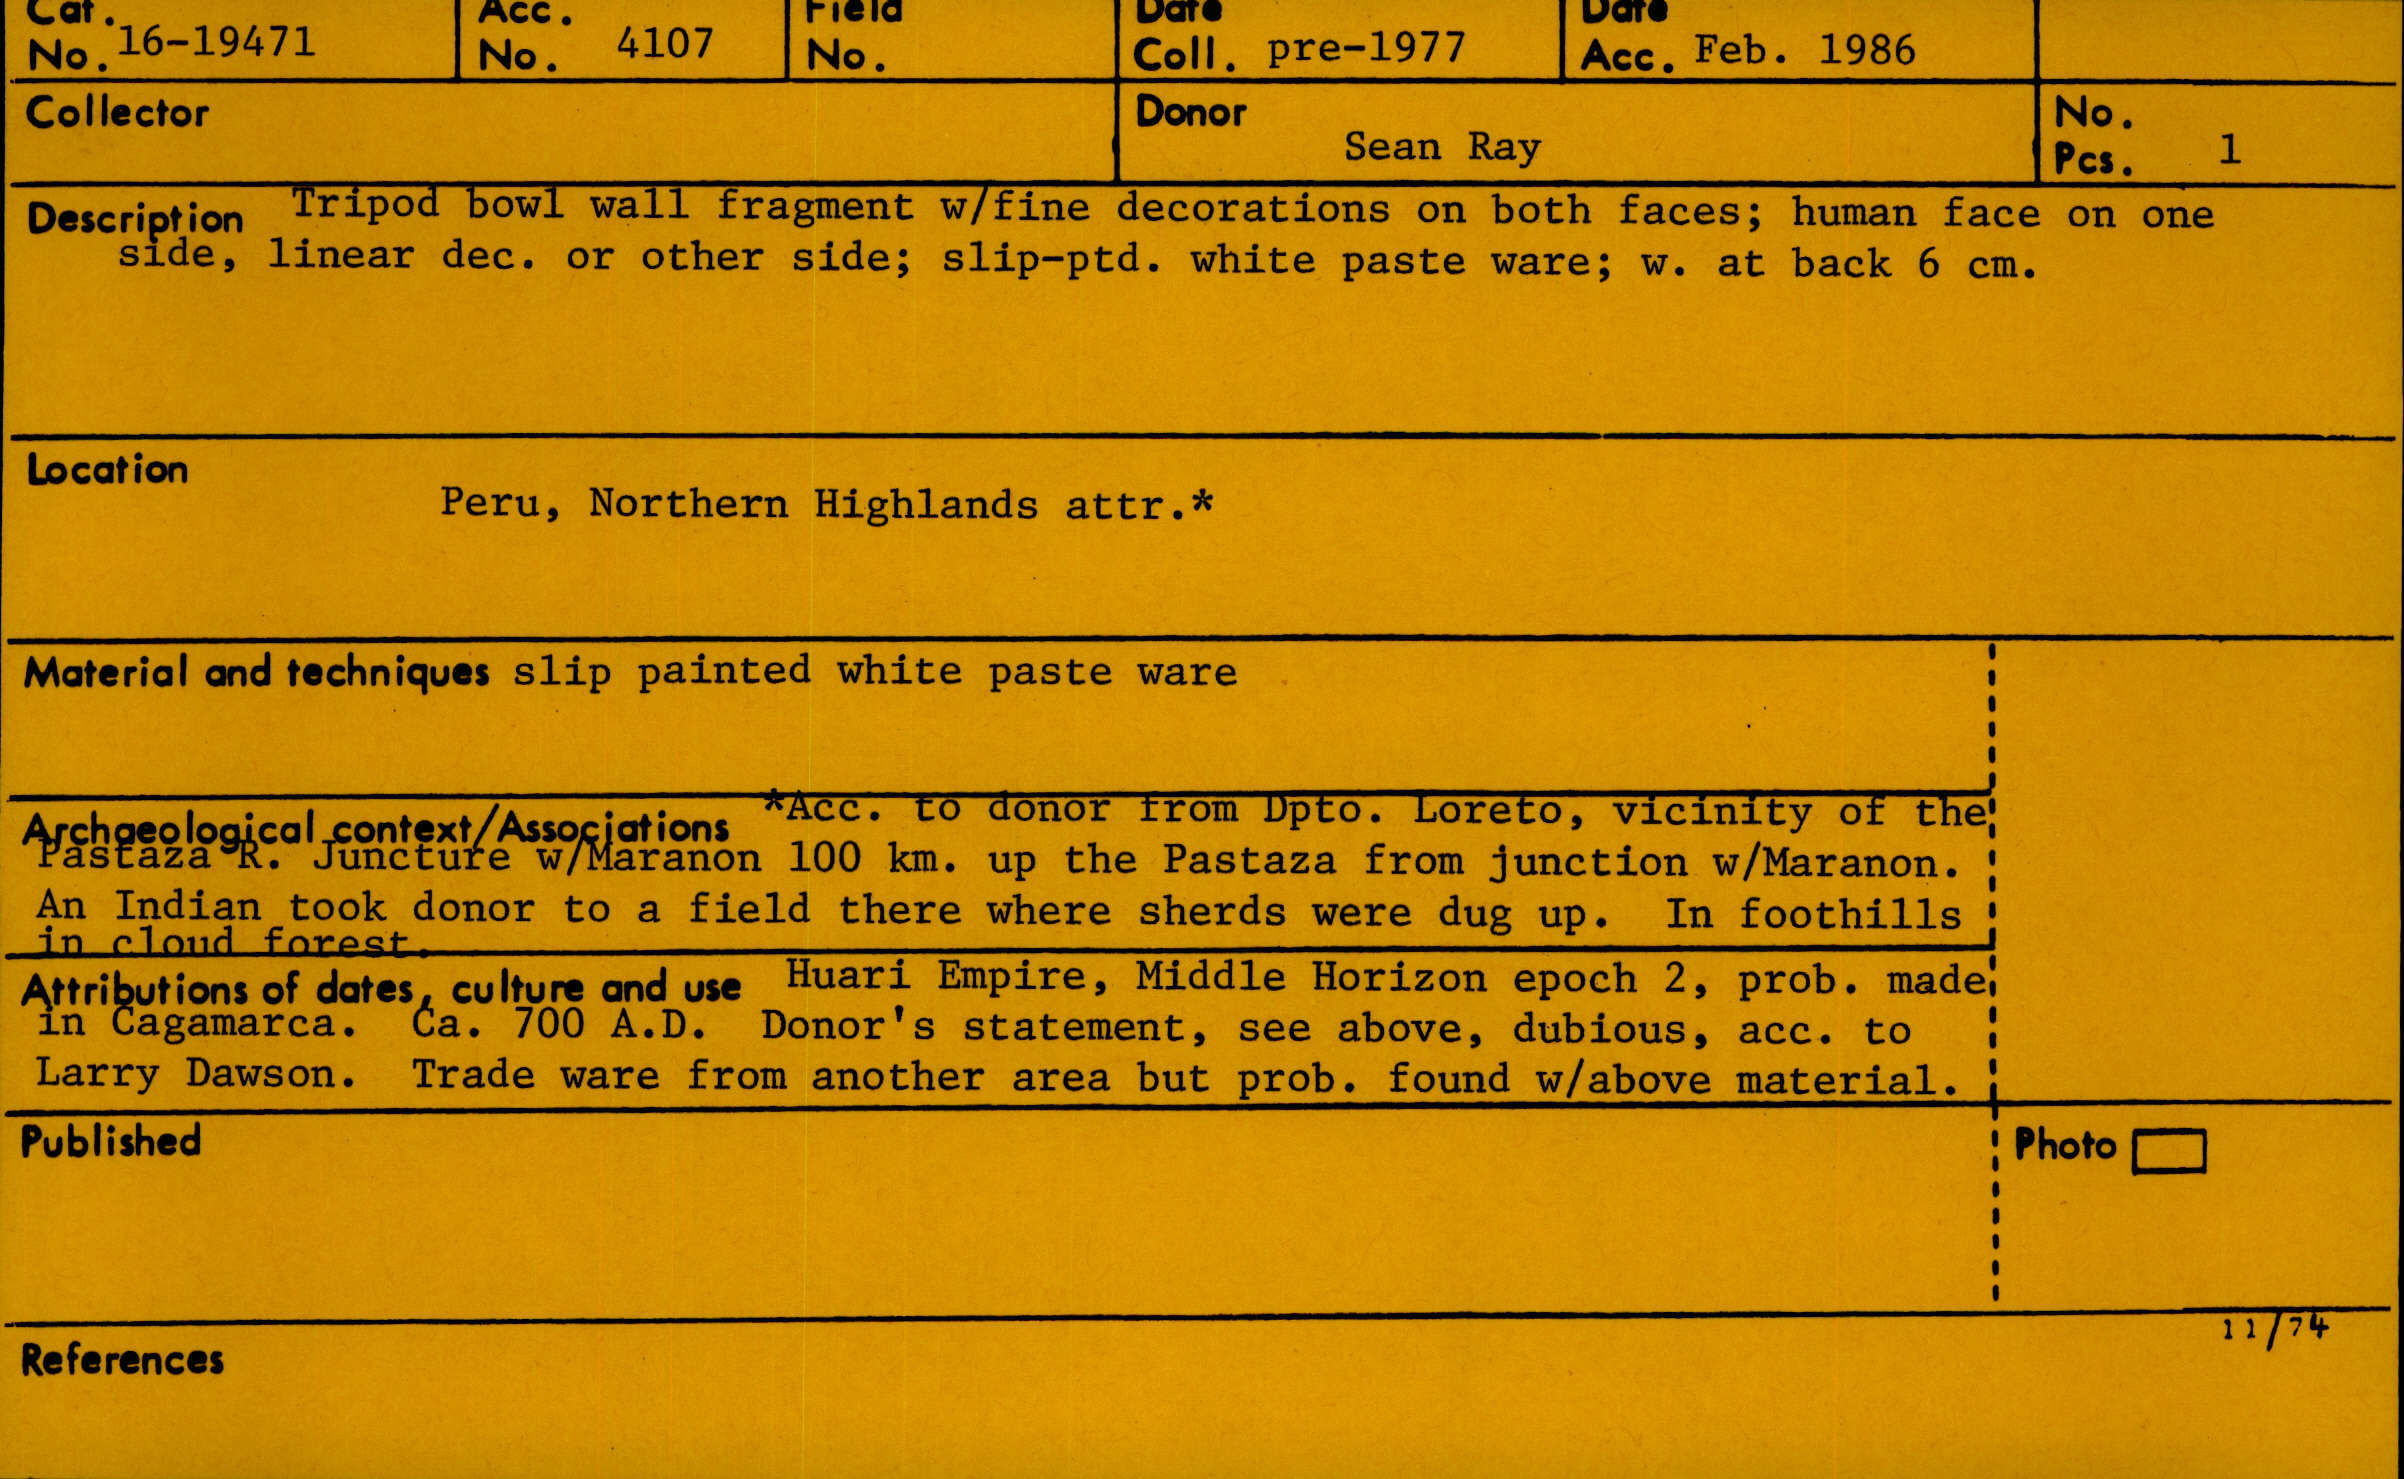 Cat. No. 16-19471 Acc. No. 4107 Field No. Date Coll. pre-1977 Date Acc. Feb. 1986
Collector Donor Sean Ray No. Pcs. 1
Description Tripod bowl wall fragment w/fine decorations on both faces; human face on one
side, linear dec. or other side; slip-ptd. white paste ware; w. at back 6 cm.
Location
Peru, Northern Highlands attr.*
Material and techniques slip painted white paste ware
Archaeological context/Associations *Acc. to donor from Dpto. Loreto, vicinity of the
Pastaza R. Juncture w/Maranon 100 km. up the Pastaza from junction w/Maranon.
An Indian took donor to a field there where sherds were dug up. In foothills
in cloud forest.
Attributions of dates, culture and use Huari Empire, Middle Horizon epoch 2, prob. made
in Cagamarca. Ca. 700 A.D. Donor's statement, see above, dubious, acc. to
Larry Dawson. Trade ware from another area but prob. found w/above material.
Published Photo
11/74
References